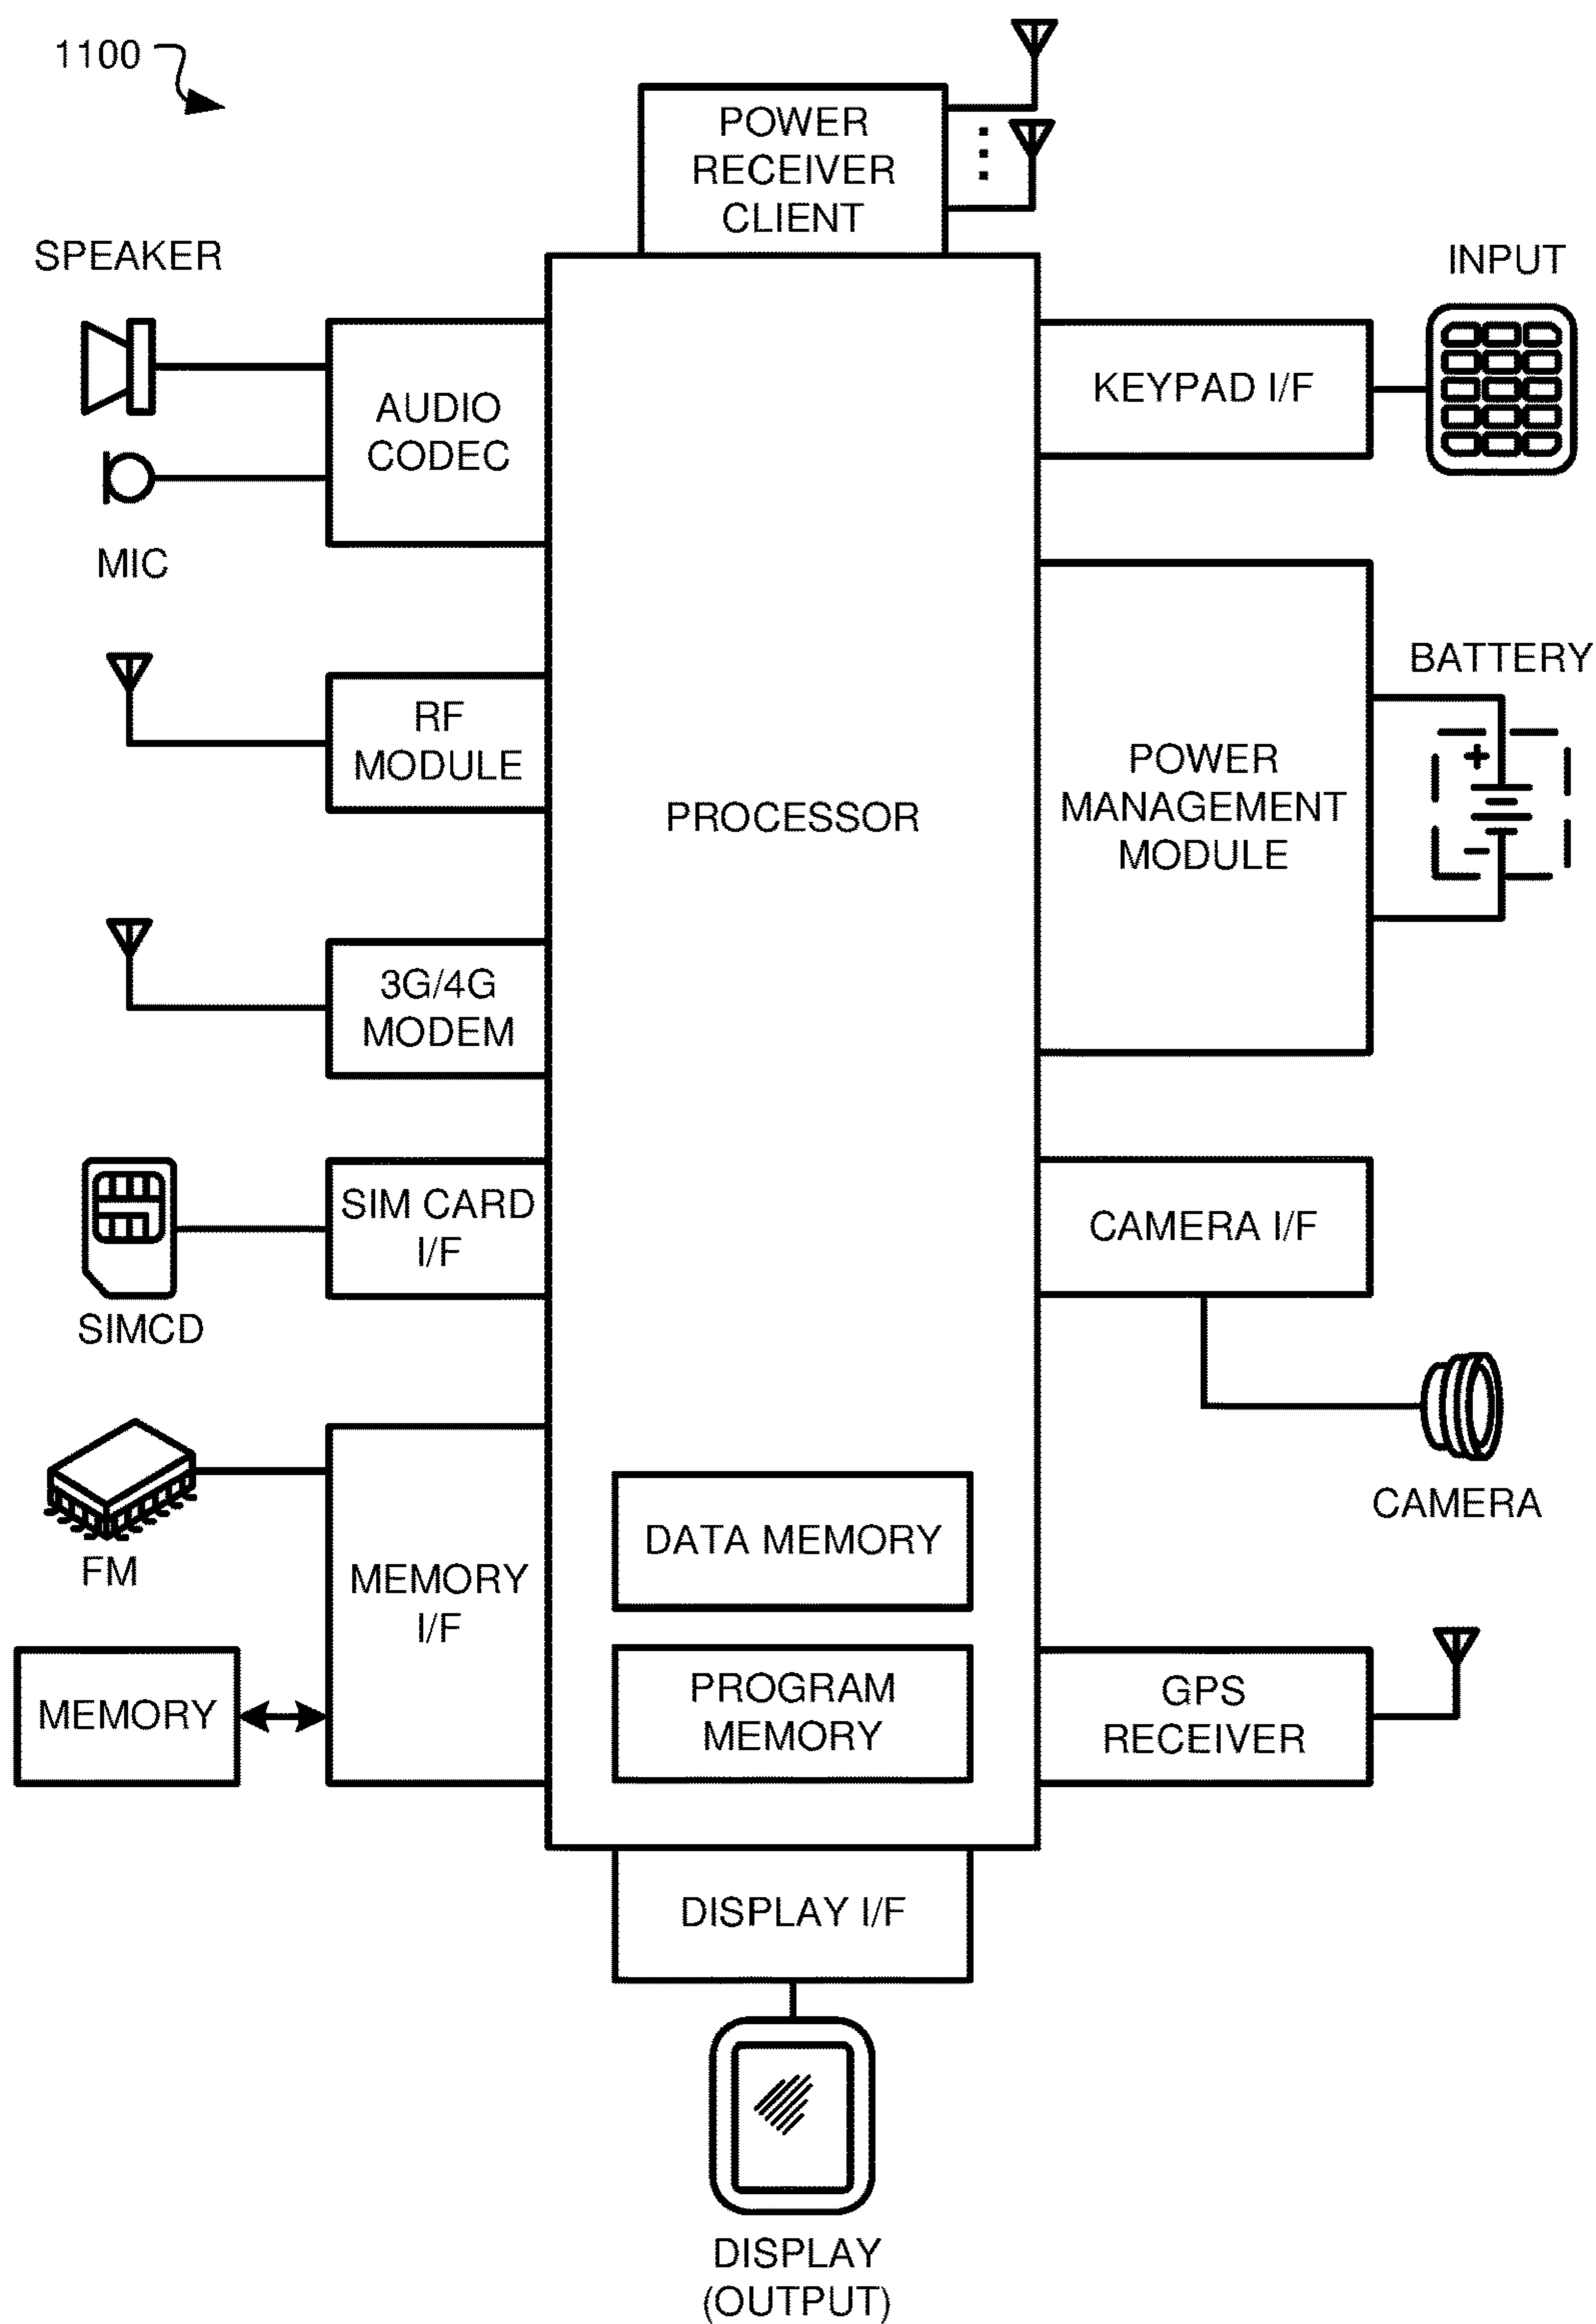 1100
POWER
RECEIVER
CLIENT
SPEAKER
INPUT
AUDIO
CODEC
KEYPAD I/F
MIC
BATTERY
RF
MODULE
PROCESSOR
POWER
MANAGEMENT
MODULE
+
-
3G/4G
MODEM
SIM CARD
I/F
SIMCD
CAMERA I/F
CAMERA
FM
MEMORY
I/F
MEMORY
DATA MEMORY
PROGRAM
MEMORY
GPS
RECEIVER
DISPLAY I/F
DISPLAY
(OUTPUT)